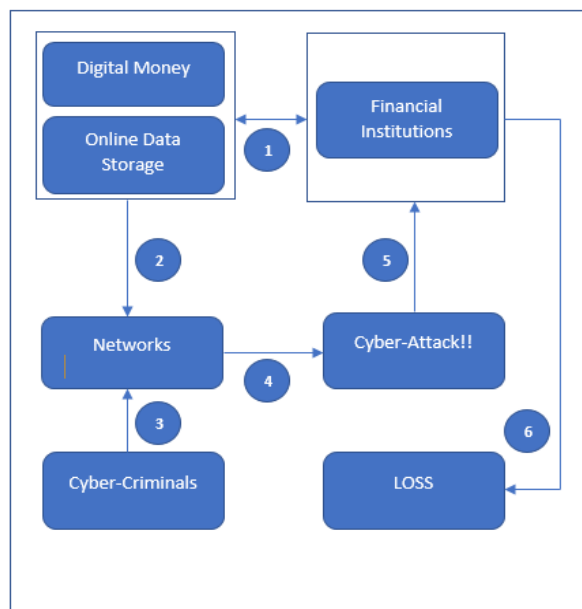 Digital Money
Online Data
Storage
1
Financial
Institutions
2
5
Networks
4
Cyber-Attack!!
3
6
Cyber-Criminals
LOSS